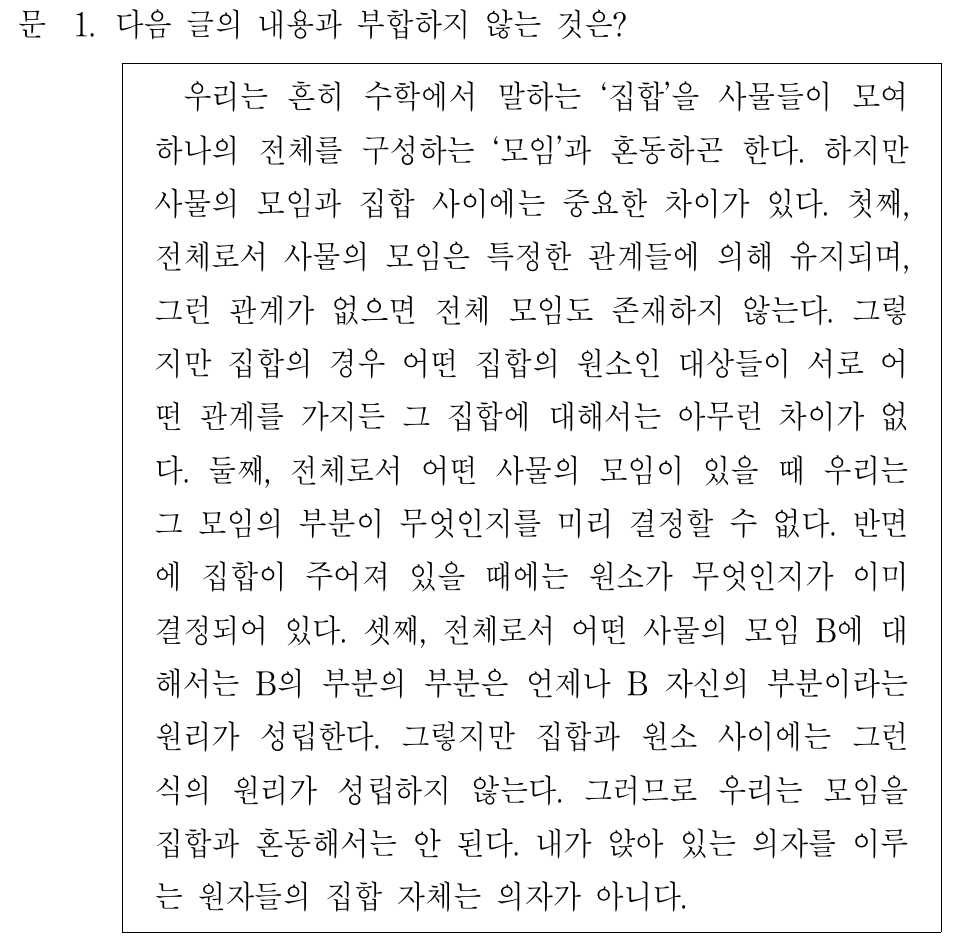 문 1. 다음 글의 내용과 부합하지 않는 것은?
우리는 흔히 수학에서 말하는 ‘집합’을 사물들이 모여
하나의 전체를 구성하는 ‘모임’과 혼동하곤 한다. 하지만
사물의 모임과 집합 사이에는 중요한 차이가 있다. 첫째,
전체로서 사물의 모임은 특정한 관계들에 의해 유지되며,
그런 관계가 없으면 전체 모임도 존재하지 않는다. 그렇
지만 집합의 경우 어떤 집합의 원소인 대상들이 서로 어
떤 관계를 가지든 그 집합에 대해서는 아무런 차이가 없
다. 둘째, 전체로서 어떤 사물의 모임이 있을 때 우리는
그 모임의 부분이 무엇인지를 미리 결정할 수 없다. 반면
에 집합이 주어져 있을 때에는 원소가 무엇인지가 이미
결정되어 있다. 셋째, 전체로서 어떤 사물의 모임 B에 대
해서는 B의 부분의 부분은 언제나 B 자신의 부분이라는
원리가 성립한다. 그렇지만 집합과 원소 사이에는 그런
식의 원리가 성립하지 않는다. 그러므로 우리는 모임을
집합과 혼동해서는 안 된다. 내가 앉아 있는 의자를 이루
는 원자들의 집합 자체는 의자가 아니다.